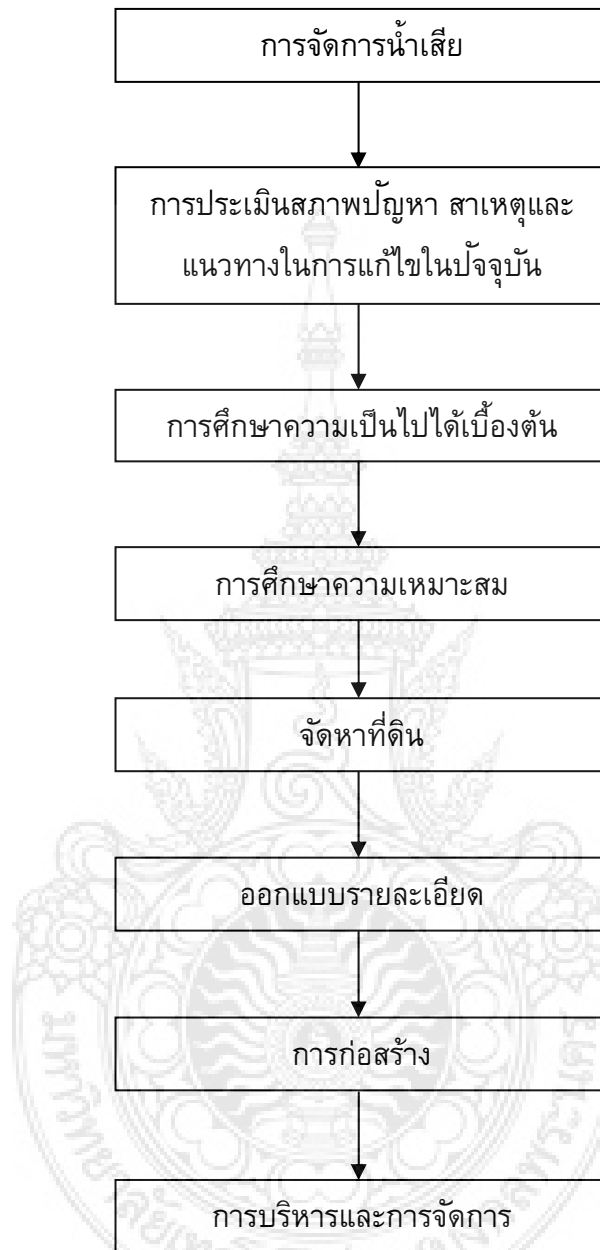 การจัดการน้ำเสีย
การประเมินสภาพปัญหา สาเหตุและ
แนวทางในการแก้ไขในปัจจุบัน
การศึกษาความเป็นไปได้เบื้องต้น
การศึกษาความเหมาะสม
จัดหาที่ดิน
ออกแบบรายละเอียด
การก่อสร้าง
การบริหารและการจัดการ